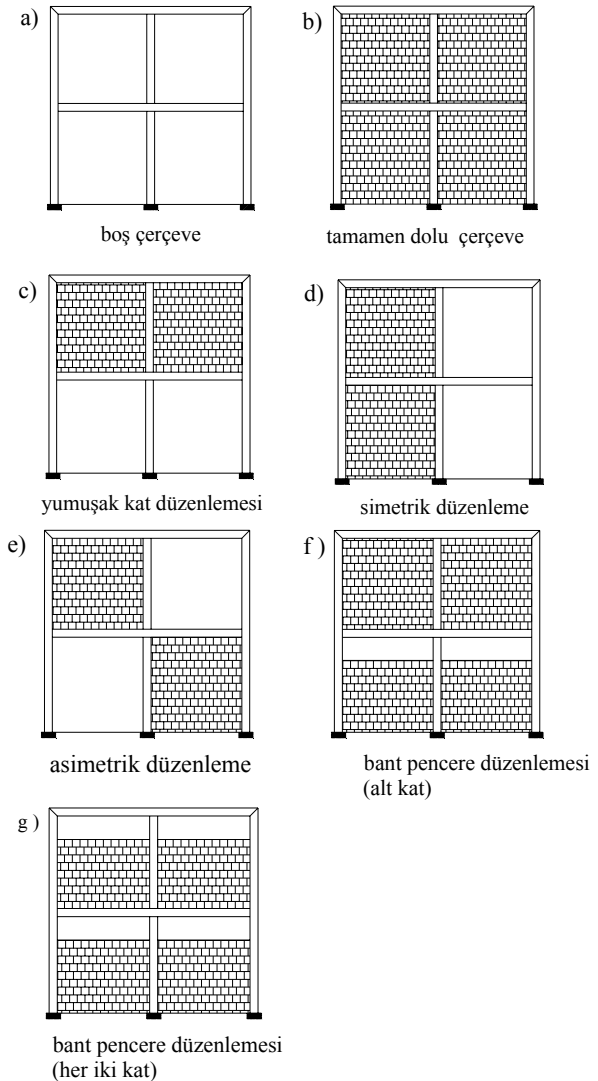 a)
b)
boş çerçeve
tamamen dolu çerçeve
c)
d)
yumuşak kat düzenlemesi
simetrik düzenleme
e)
f )
asimetrik düzenleme
bant pencere düzenlemesi
(alt kat)
g )
bant pencere düzenlemesi
(her iki kat)